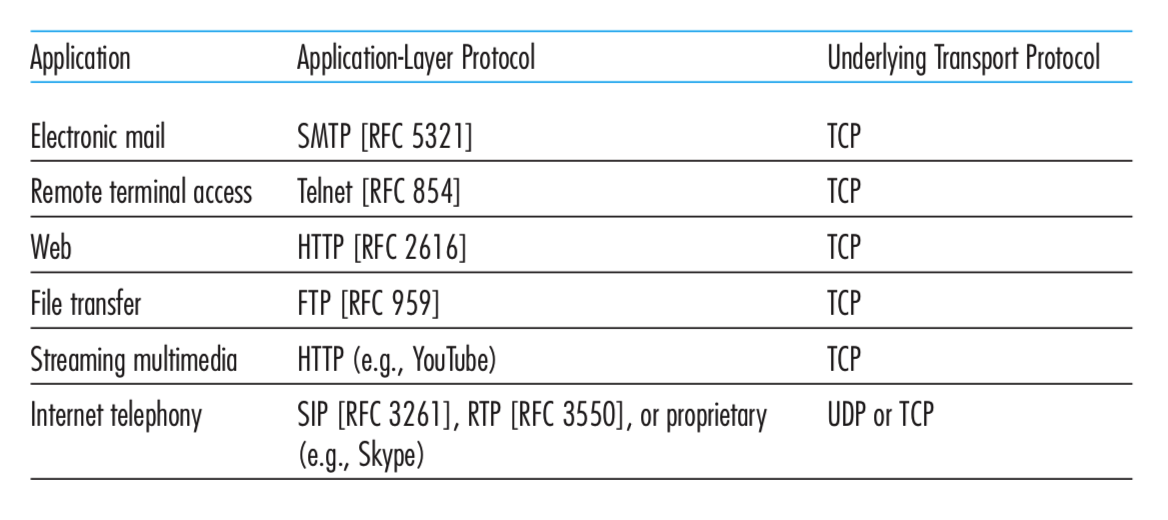 Application Application-Layer Protocol Underlying Transport Protocol
Electronic mail SMTP [RFC 5321] TCP
Remote terminal access Telnet [RFC 854] TCP
Web HTTP [RFC 2616] TCP
File transfer FTP [RFC 959] TCP
Streaming multimedia HTTP (e.g., YouTube) TCP
Internet telephony SIP [RFC 3261], RTP [RFC 3550], or proprietary UDP or TCP
(e.g., Skype)